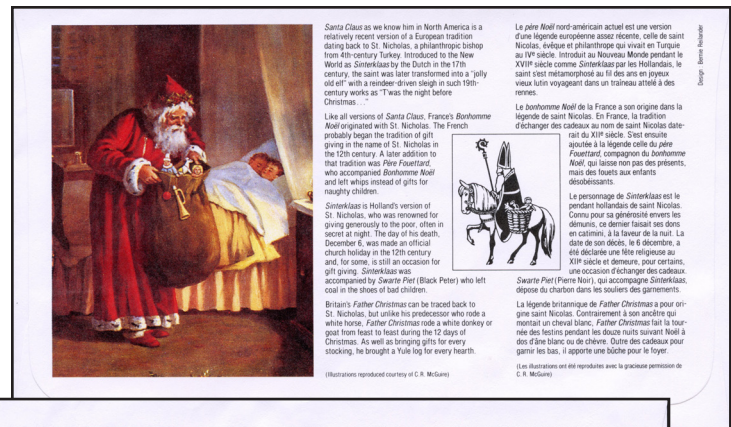 Santa Claus as we know him in North America is a
relatively recent version of a European tradition
dating back to St. Nicholas, a philanthropic bishop
from 4th-century Turkey. Introduced to the New
World as Sinterklaas by the Dutch in the 17th
century, the saint was later transformed into a "jolly
old elf" with a reindeer-driven sleigh in such 19th-
century works as "T'was the night before
Christmas . . ."
Like all versions of Santa Claus, France's Bonhomme
Noël originated with St. Nicholas. The French
probably began the tradition of gift
giving in the name of St. Nicholas in
the 12th century. A later addition to
that tradition was Père Fouettard,
who accompanied Bonhomme Noël
and left whips instead of gifts for
naughty children.
Sinterklaas is Holland's version of
St. Nicholas, who was renowned for
giving generously to the poor, often in
secret at night. The day of his death,
December 6, was made an official
church holiday in the 12th century
and, for some, is still an occasion for
gift giving. Sinterklaas was
accompanied by Swarte Piet (Black Peter) who left
coal in the shoes of bad children.
Britain's Father Christmas can be traced back to
St. Nicholas, but unlike his predecessor who rode a
white horse, Father Christmas rode a white donkey or
goat from feast to feast during the 12 days of
Christmas. As well as bringing gifts for every
stocking, he brought a Yule log for every hearth.
(Illustrations reproduced courtesy of C. R. McGuire)
Le père Noël nord-américain actuel est une version
d'une légende européenne assez récente, celle de saint
Nicolas, évêque et philanthrope qui vivait en Turquie
au IVe siècle. Introduit au Nouveau Monde pendant le
XVIIe siècle comme Sinterklaas par les Hollandais, le
saint s'est métamorphosé au fil des ans en joyeux
vieux lutin voyageant dans un traîneau attelé à des
rennes.
Le bonhomme Noël de la France a son origine dans la
légende de saint Nicolas. En France, la tradition
d'échanger des cadeaux au nom de saint Nicolas date-
rait du XIIe siècle. S'est ensuite
ajoutée à la légende celle du père
Fouettard, compagnon du bonhomme
Noël, qui laisse non pas des présents,
mais des fouets aux enfants
désobéissants.
Le personnage de Sinterklaas est le
pendant hollandais de saint Nicolas.
Connu pour sa générosité envers les
démunis, ce dernier faisait ses dons
en catimini, à la faveur de la nuit. La
date de son décès, le 6 décembre, a
été déclarée une fête religieuse au
XIIe siècle et demeure, pour certains,
une occasion d'échanger des cadeaux.
Swarte Piet (Pierre Noir), qui accompagne Sinterklaas,
dépose du charbon dans les souliers des garnements.
La légende britannique de Father Christmas a pour ori-
gine saint Nicolas. Contrairement à son ancêtre qui
montait un cheval blanc, Father Christmas fait la tour-
née des festins pendant les douze nuits suivant Noël à
dos d'âne blanc ou de chèvre. Outre des cadeaux pour
garnir les bas, il apporte une bûche pour le foyer.
(Les illustrations ont été reproduites avec la gracieuse permission de
C. R. McGuire)
Design : Bernie Reilander